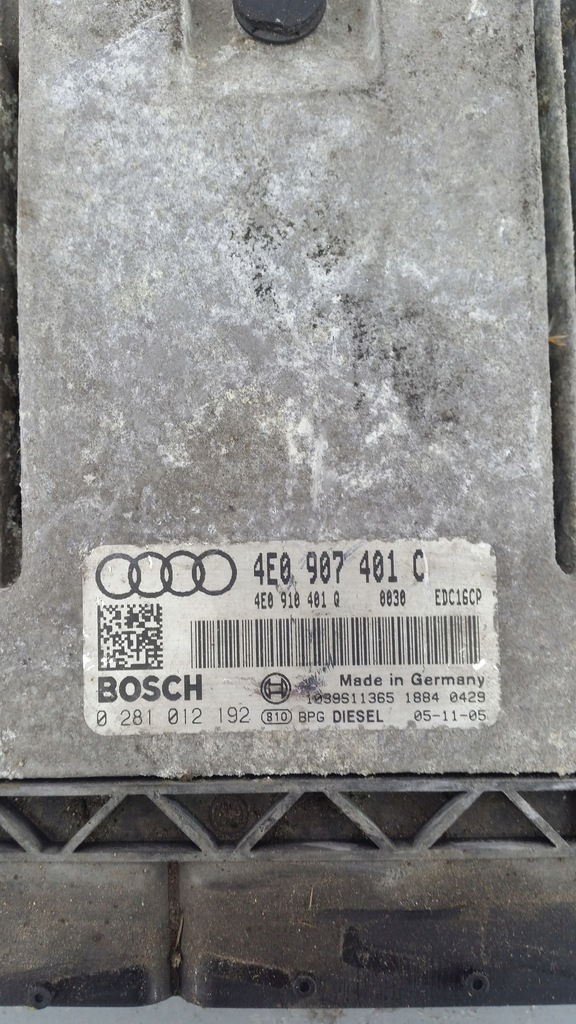 4E0 907 401 C
4E0 910 401 Q 0030 EDC16CP
BOSCH Made in Germany
1039S11365 1884 0429
0 281 012 192 810 BPG DIESEL 05-11-05